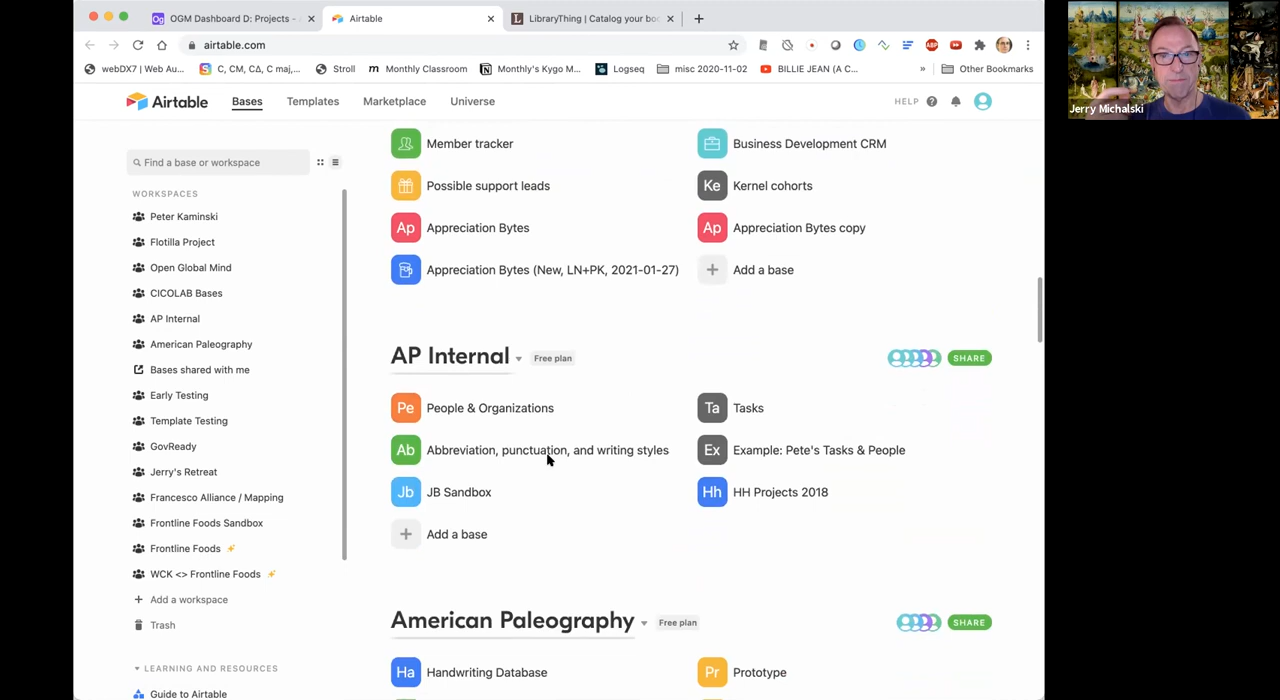 OGM Dashboard D: Projects -
Airtable
LibraryThing | Catalog your bo
airtable.com
ABP
webDX7 | Web Au...
C, CM, CΔ, C maj,...
Stroll
Monthly Classroom
Monthly's Kygo M...
Logseq
misc 2020-11-02
BILLIE JEAN (A C...
»
Other Bookmarks
Airtable
Bases
Templates
Marketplace
Universe
HELP
Jerry Michalski
Find a base or workspace
WORKSPACES
Peter Kaminski
Flotilla Project
Open Global Mind
CICOLAB Bases
AP Internal
American Paleography
Bases shared with me
Early Testing
Template Testing
GovReady
Jerry's Retreat
Francesco Alliance / Mapping
Frontline Foods Sandbox
Frontline Foods
WCK <> Frontline Foods
+ Add a workspace
Trash
LEARNING AND RESOURCES
Guide to Airtable
Member tracker
Business Development CRM
Possible support leads
Ke Kernel cohorts
Ap Appreciation Bytes
Ap Appreciation Bytes copy
Appreciation Bytes (New, LN+PK, 2021-01-27)
+ Add a base
AP Internal
Free plan
SHARE
Pe People & Organizations
Ta Tasks
Ab Abbreviation, punctuation, and writing styles
Ex Example: Pete's Tasks & People
Jb JB Sandbox
Hh HH Projects 2018
+ Add a base
American Paleography
Free plan
SHARE
Ha Handwriting Database
Pr Prototype